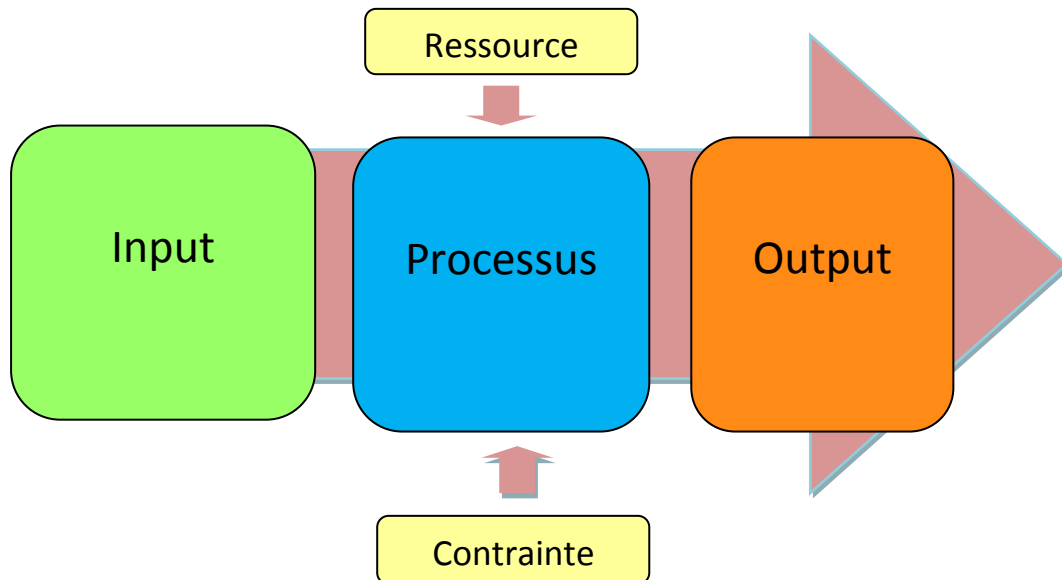 Ressource
Input
Processus
Output
Contrainte